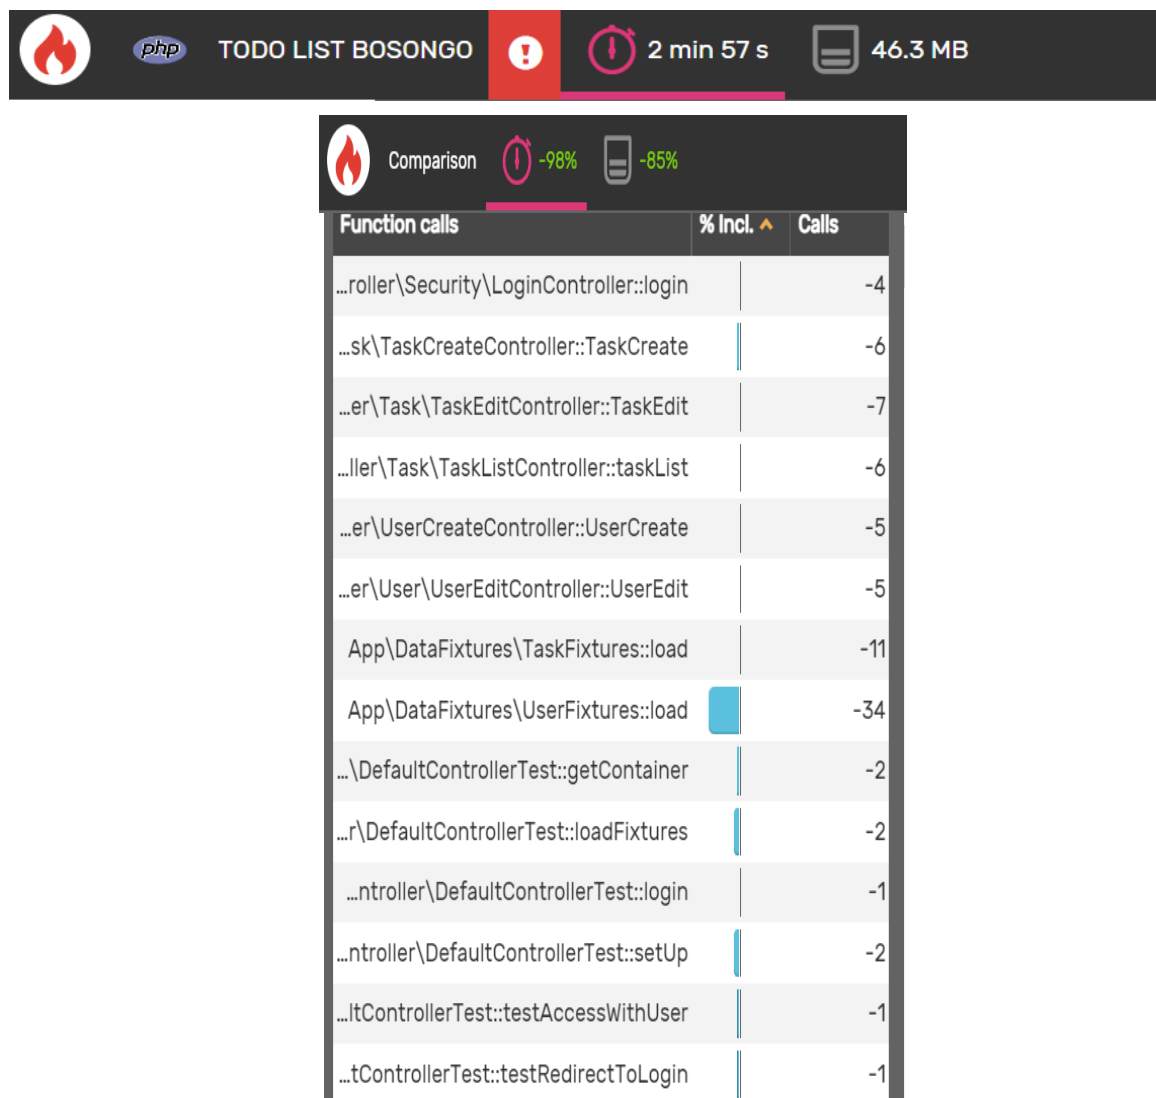 php TODO LIST BOSONGO ! 2 min 57 s 46.3 MB
Comparison -98% -85%
Function calls % Incl. Calls
...roller\Security\LoginController::login -4
...sk\TaskCreateController::TaskCreate -6
...er\Task\TaskEditController::TaskEdit -7
...ller\Task\TaskListController::taskList -6
...er\UserCreateController::UserCreate -5
...er\User\UserEditController::UserEdit -5
App\DataFixtures\TaskFixtures::load -11
App\DataFixtures\UserFixtures::load -34
...\DefaultControllerTest::getContainer -2
...r\DefaultControllerTest::loadFixtures -2
...ntroller\DefaultControllerTest::login -1
...ntroller\DefaultControllerTest::setUp -2
...ltControllerTest::testAccessWithUser -1
...tControllerTest::testRedirectToLogin -1